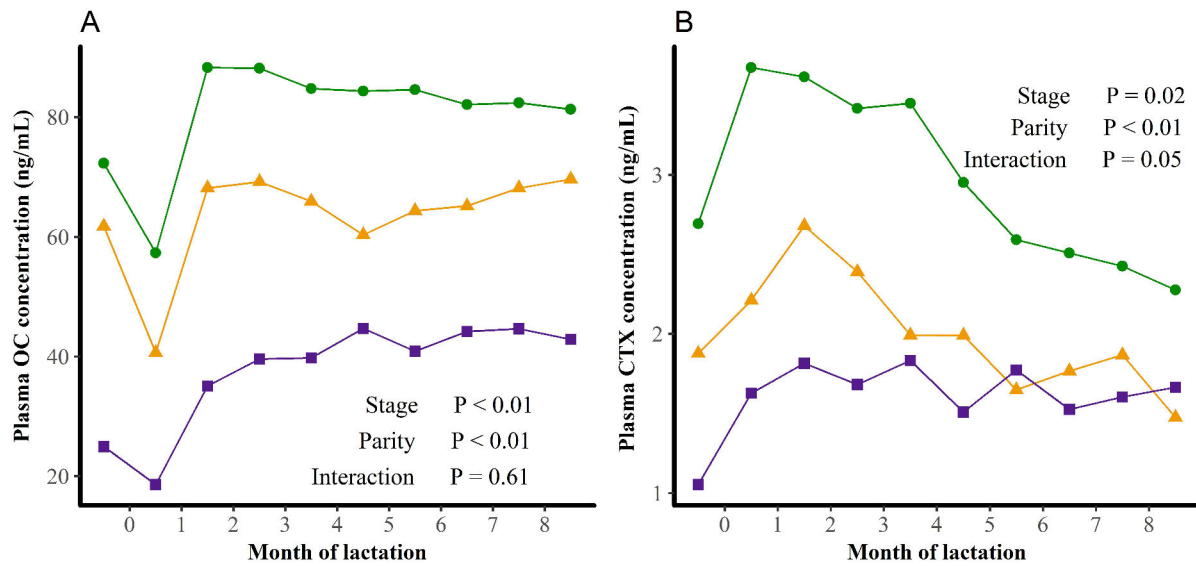 A
Plasma OC concentration (ng/mL)
80
60
40
20
Stage P < 0.01
Parity P < 0.01
Interaction P = 0.61
0 1 2 3 4 5 6 7 8
Month of lactation
B
Plasma CTX concentration (ng/mL)
3
2
1
Stage P = 0.02
Parity P < 0.01
Interaction P = 0.05
0 1 2 3 4 5 6 7 8
Month of lactation